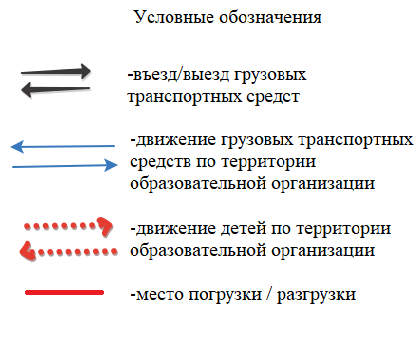 Условные обозначения
-въезд/выезд грузовых
транспортных средст
-движение грузовых транспортных
средств по территории
образовательной организации
-движение детей по территории
образовательной организации
-место погрузки / разгрузки